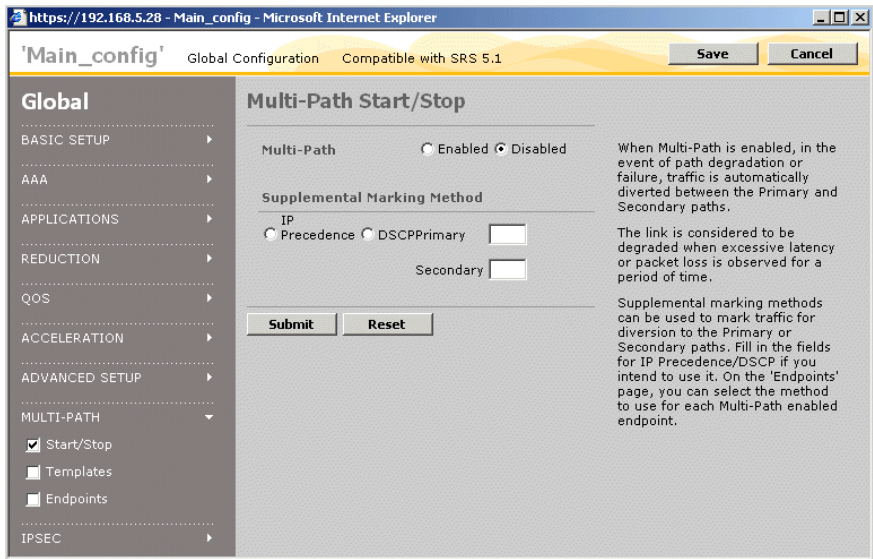 https://192.168.5.28 - Main_config - Microsoft Internet Explorer
'Main_config' Global Configuration Compatible with SRS 5.1 Save Cancel
Global
BASIC SETUP
AAA
APPLICATIONS
REDUCTION
QOS
ACCELERATION
ADVANCED SETUP
MULTI-PATH
Start/Stop
Templates
Endpoints
IPSEC
Multi-Path Start/Stop
Multi-Path Enabled Disabled
Supplemental Marking Method
IP
Precedence DSCPPrimary
Secondary
Submit Reset
When Multi-Path is enabled, in the
event of path degradation or
failure, traffic is automatically
diverted between the Primary and
Secondary paths.
The link is considered to be
degraded when excessive latency
or packet loss is observed for a
period of time.
Supplemental marking methods
can be used to mark traffic for
diversion to the Primary or
Secondary paths. Fill in the fields
for IP Precedence/DSCP if you
intend to use it. On the 'Endpoints'
page, you can select the method
to use for each Multi-Path enabled
endpoint.